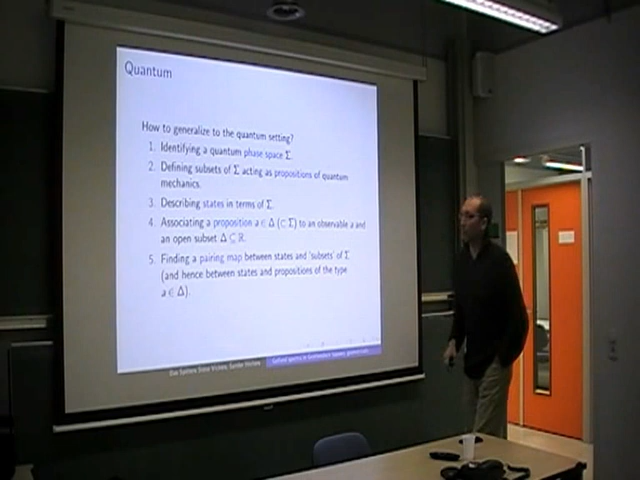 Quantum
How to generalize to the quantum setting?
1. Identifying a quantum phase space Σ.
2. Defining subsets of Σ acting as propositions of quantum
mechanics.
3. Describing states in terms of Σ.
4. Associating a proposition a ∈ Δ (⊂ Σ) to an observable a and
an open subset Δ ⊆ ℝ.
5. Finding a pairing map between states and 'subsets' of Σ
(and hence between states and propositions of the type
a ∈ Δ).